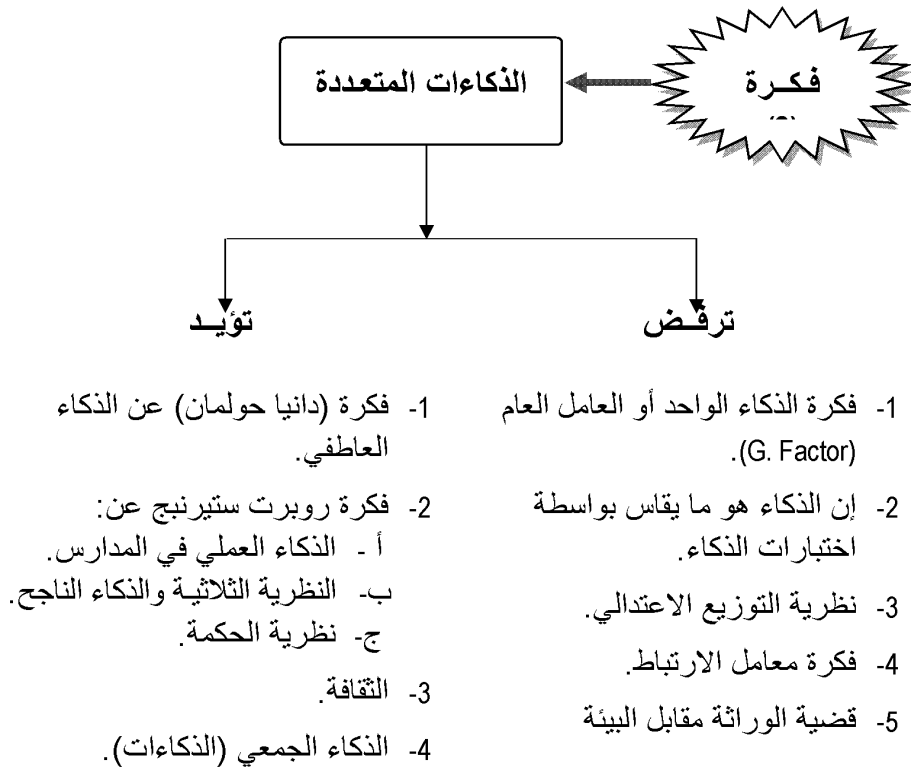 فكرة
الذكاءات المتعددة
ترفض
1- فكرة الذكاء الواحد أو العامل العام
(G. Factor).
2- إن الذكاء هو ما يقاس بواسطة
اختبارات الذكاء.
3- نظرية التوزيع الاعتدالي.
4- فكرة معامل الارتباط.
5- قضية الوراثة مقابل البيئة
تؤيد
1- فكرة (دانيا حولمان) عن الذكاء
العاطفي.
2- فكرة روبرت ستيرنبج عن:
أ - الذكاء العملي في المدارس.
ب- النظرية الثلاثية والذكاء الناجح.
ج- نظرية الحكمة.
3- الثقافة.
4- الذكاء الجمعي (الذكاءات).